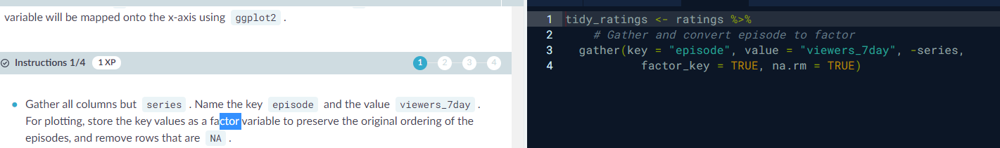 variable will be mapped onto the x-axis using ggplot2 .
Instructions 1/4 1 XP 1 2 3 4
Gather all columns but series . Name the key episode and the value viewers_7day .
For plotting, store the key values as a factor variable to preserve the original ordering of the
episodes, and remove rows that are NA .
1 tidy_ratings <- ratings %>%
2 # Gather and convert episode to factor
3 gather(key = "episode", value = "viewers_7day", -series,
4 factor_key = TRUE, na.rm = TRUE)